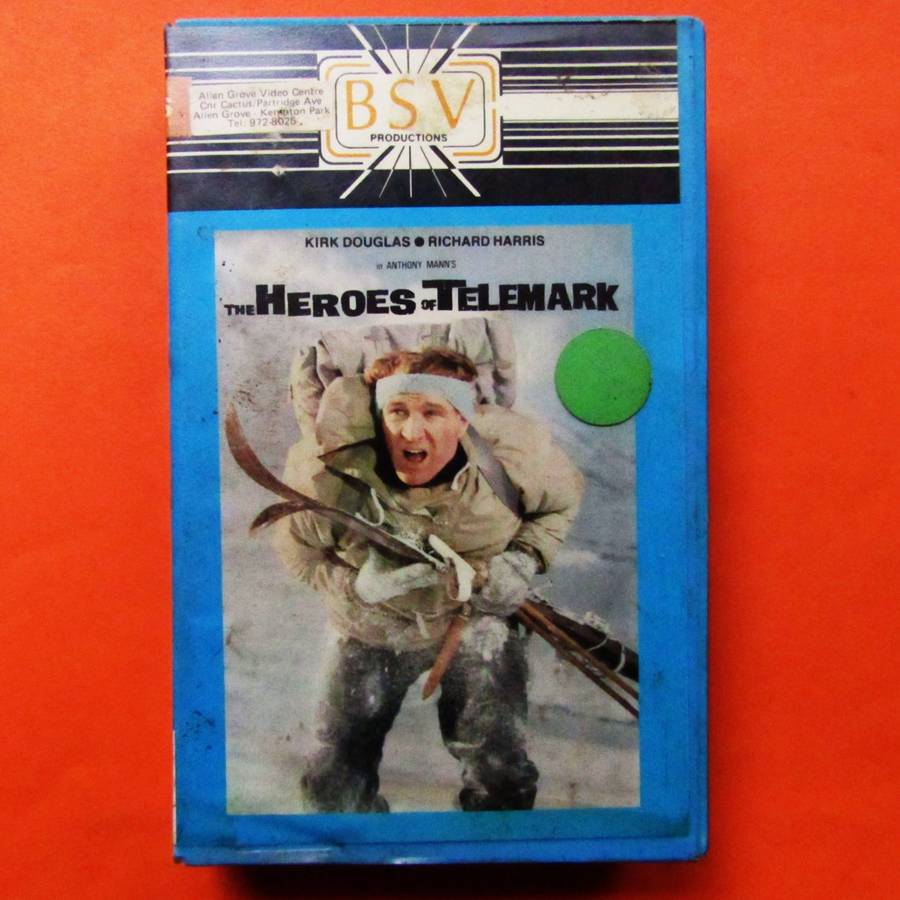 Allen Grove Video Centre
Cnr Cactus/Partridge Ave
Allen Grove - Kempton Park
Tel: 972-8025
BSV
PRODUCTIONS
KIRK DOUGLAS ● RICHARD HARRIS
in ANTHONY MANN'S
THE HEROES OF TELEMARK